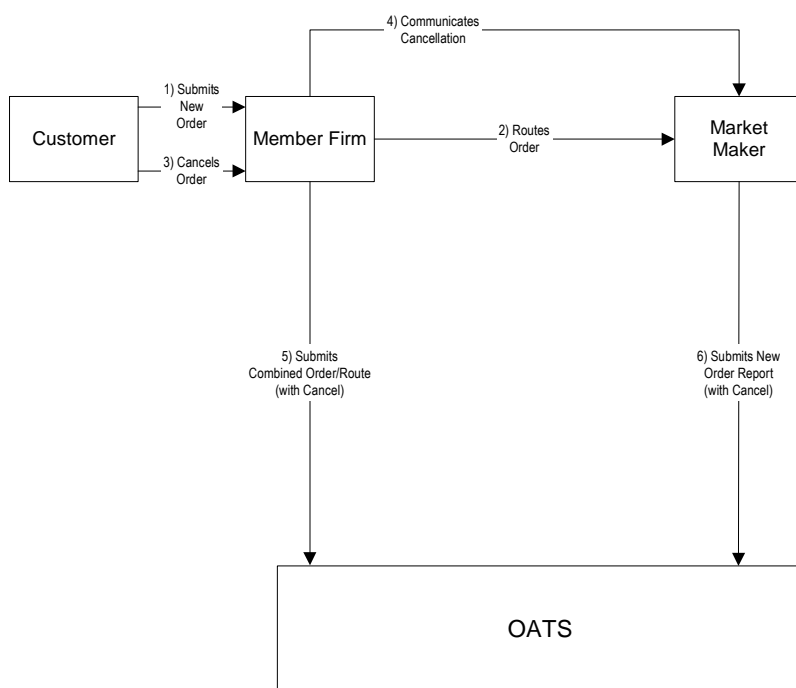 4) Communicates
Cancellation
1) Submits
New
Order
Customer
3) Cancels
Order
Member Firm
2) Routes
Order
Market
Maker
5) Submits
Combined Order/Route
(with Cancel)
6) Submits New
Order Report
(with Cancel)
OATS